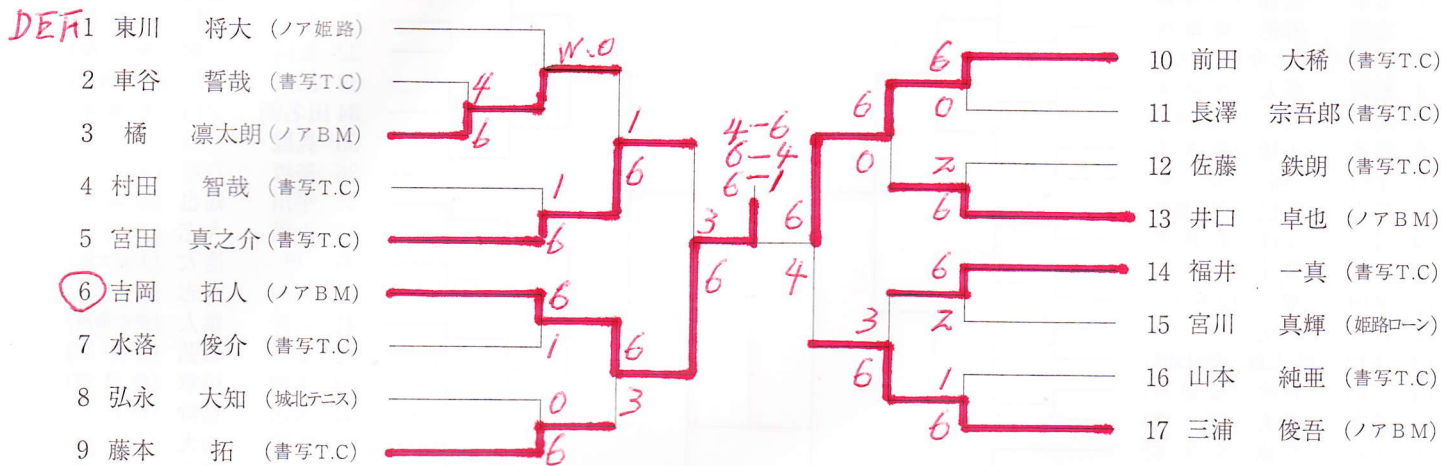 DEF 1 東川 将大 (ノア姫路)
2 車谷 誓哉 (書写T.C)
3 橘 凛太朗 (ノアBM)
4 村田 智哉 (書写T.C)
5 宮田 真之介 (書写T.C)
6 吉岡 拓人 (ノアBM)
7 水落 俊介 (書写T.C)
8 弘永 大知 (城北テニス)
9 藤本 拓 (書写T.C)
W.O
4
6
1
6
6
1
0
6
1
6
6
3
3
6
4-6
6-4
6-1
6
4
6
0
3
6
6
0
2
6
6
2
1
6
10 前田 大稀 (書写T.C)
11 長澤 宗吾郎 (書写T.C)
12 佐藤 鉄朗 (書写T.C)
13 井口 卓也 (ノアBM)
14 福井 一真 (書写T.C)
15 宮川 真輝 (姫路ローン)
16 山本 純亜 (書写T.C)
17 三浦 俊吾 (ノアBM)